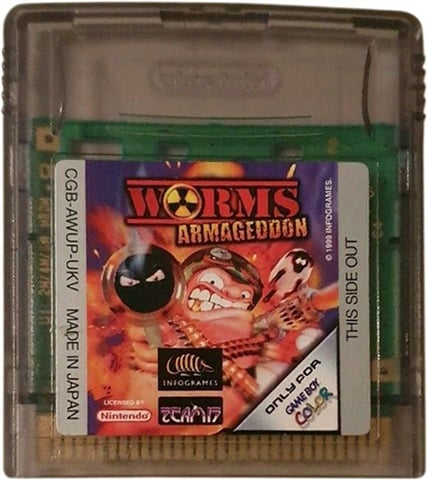 WORMS
ARMAGEDDON
© 1999 INFOGRAMES.
CGB-AWUP-UKV MADE IN JAPAN
THIS SIDE OUT
INFOGRAMES
LICENSED BY
Nintendo
TEAM17
ONLY FOR
GAME BOY
COLOR